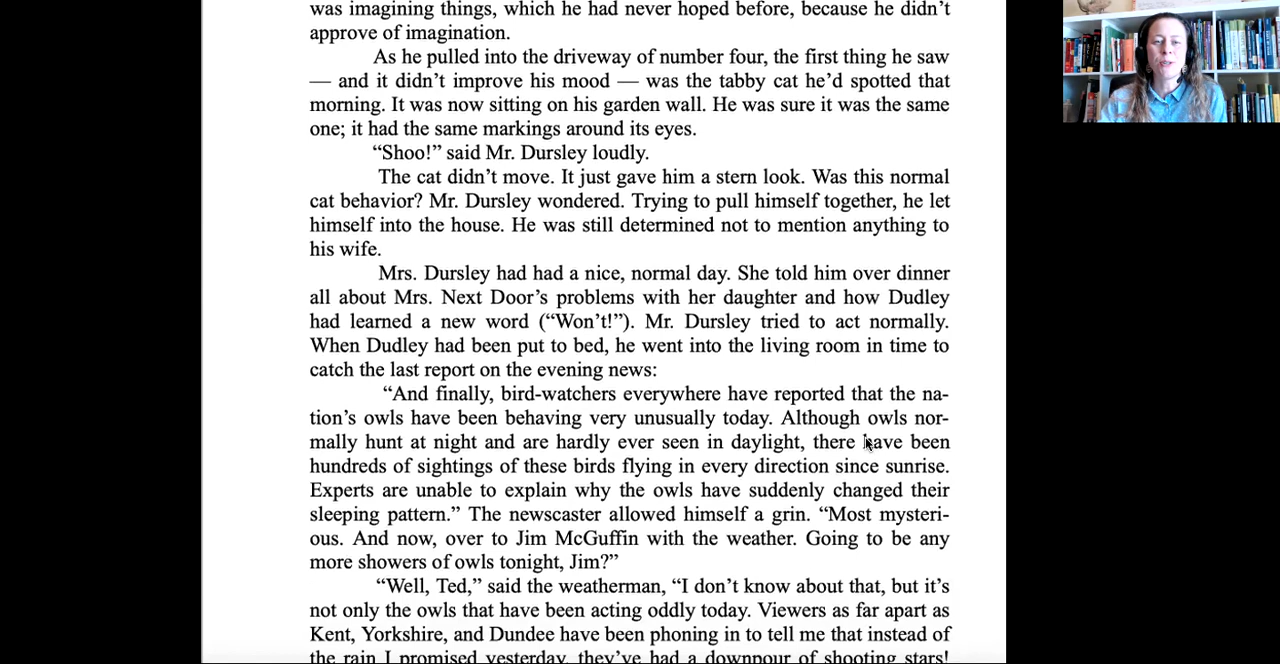 was imagining things, which he had never hoped before, because he didn’t
approve of imagination.
As he pulled into the driveway of number four, the first thing he saw
— and it didn’t improve his mood — was the tabby cat he’d spotted that
morning. It was now sitting on his garden wall. He was sure it was the same
one; it had the same markings around its eyes.
“Shoo!” said Mr. Dursley loudly.
The cat didn’t move. It just gave him a stern look. Was this normal
cat behavior? Mr. Dursley wondered. Trying to pull himself together, he let
himself into the house. He was still determined not to mention anything to
his wife.
Mrs. Dursley had had a nice, normal day. She told him over dinner
all about Mrs. Next Door’s problems with her daughter and how Dudley
had learned a new word (“Won’t!”). Mr. Dursley tried to act normally.
When Dudley had been put to bed, he went into the living room in time to
catch the last report on the evening news:
“And finally, bird-watchers everywhere have reported that the na-
tion’s owls have been behaving very unusually today. Although owls nor-
mally hunt at night and are hardly ever seen in daylight, there have been
hundreds of sightings of these birds flying in every direction since sunrise.
Experts are unable to explain why the owls have suddenly changed their
sleeping pattern.” The newscaster allowed himself a grin. “Most mysteri-
ous. And now, over to Jim McGuffin with the weather. Going to be any
more showers of owls tonight, Jim?”
“Well, Ted,” said the weatherman, “I don’t know about that, but it’s
not only the owls that have been acting oddly today. Viewers as far apart as
Kent, Yorkshire, and Dundee have been phoning in to tell me that instead of
the rain I promised yesterday, they’ve had a downpour of shooting stars!